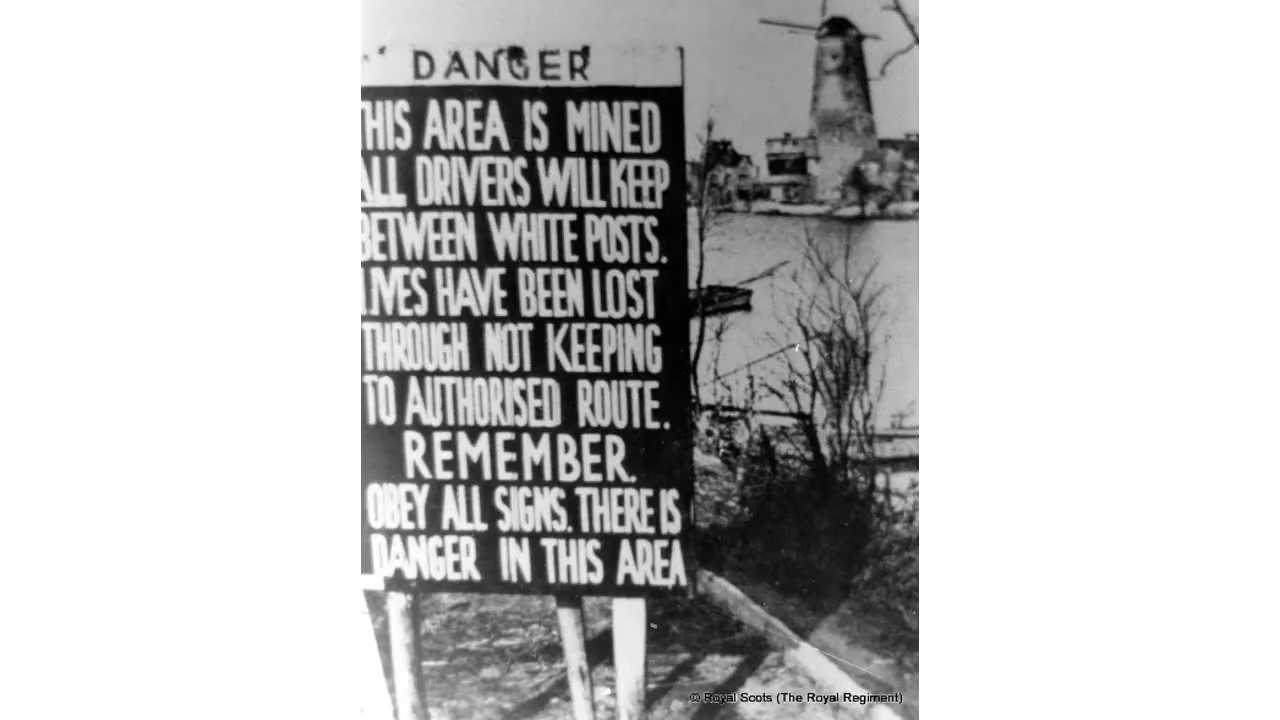 DANGER
THIS AREA IS MINED
ALL DRIVERS WILL KEEP
BETWEEN WHITE POSTS.
LIVES HAVE BEEN LOST
THROUGH NOT KEEPING
TO AUTHORISED ROUTE.
REMEMBER.
OBEY ALL SIGNS. THERE IS
DANGER IN THIS AREA
© Royal Scots (The Royal Regiment)